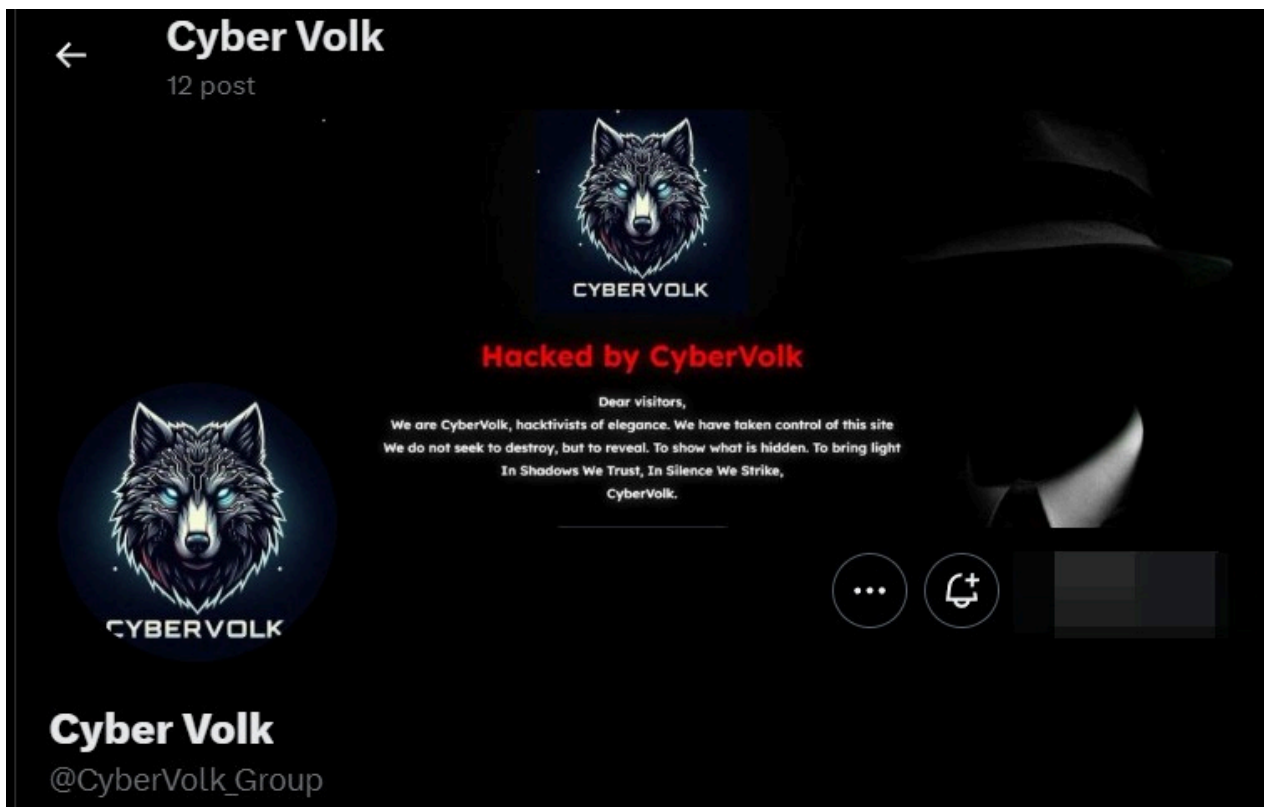 Cyber Volk
12 post
CYBERVOLK
Hacked by CyberVolk
Dear visitors,
We are CyberVolk, hacktivists of elegance. We have taken control of this site
We do not seek to destroy, but to reveal. To show what is hidden. To bring light
In Shadows We Trust, In Silence We Strike,
CyberVolk.
CYBERVOLK
Cyber Volk
@CyberVolk_Group